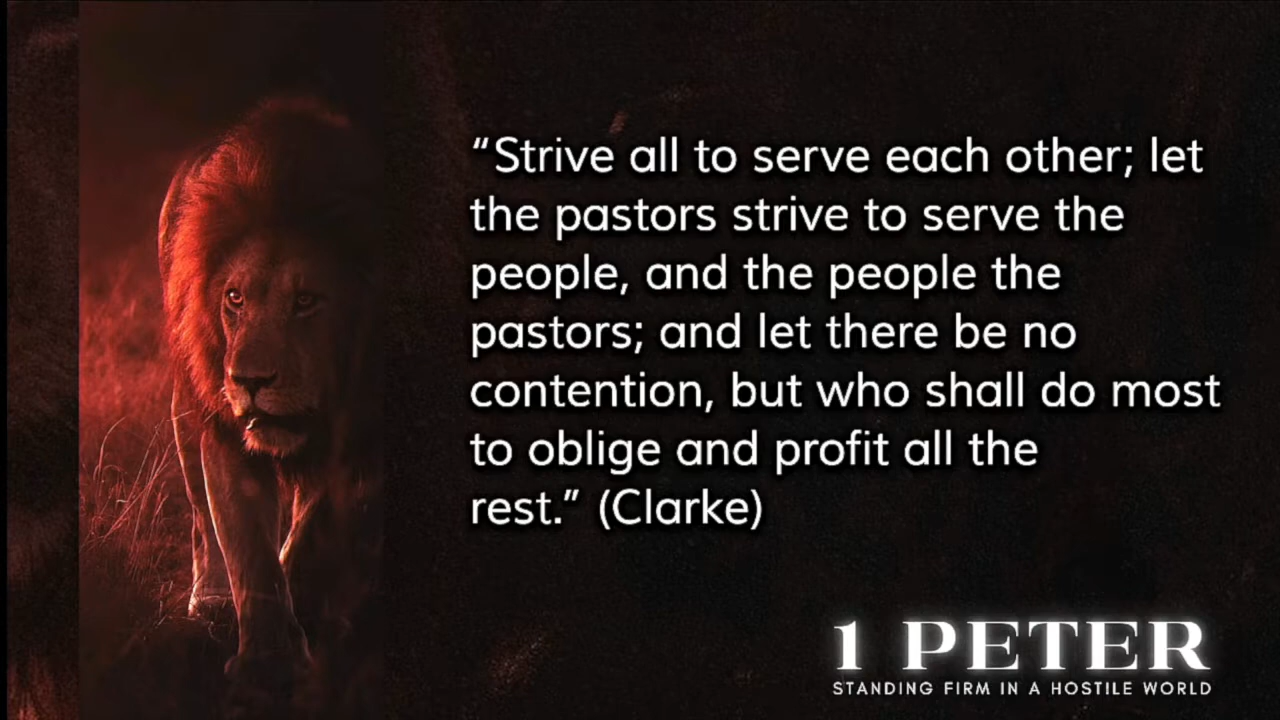 “Strive all to serve each other; let
the pastors strive to serve the
people, and the people the
pastors; and let there be no
contention, but who shall do most
to oblige and profit all the
rest.” (Clarke)
1 PETER
STANDING FIRM IN A HOSTILE WORLD